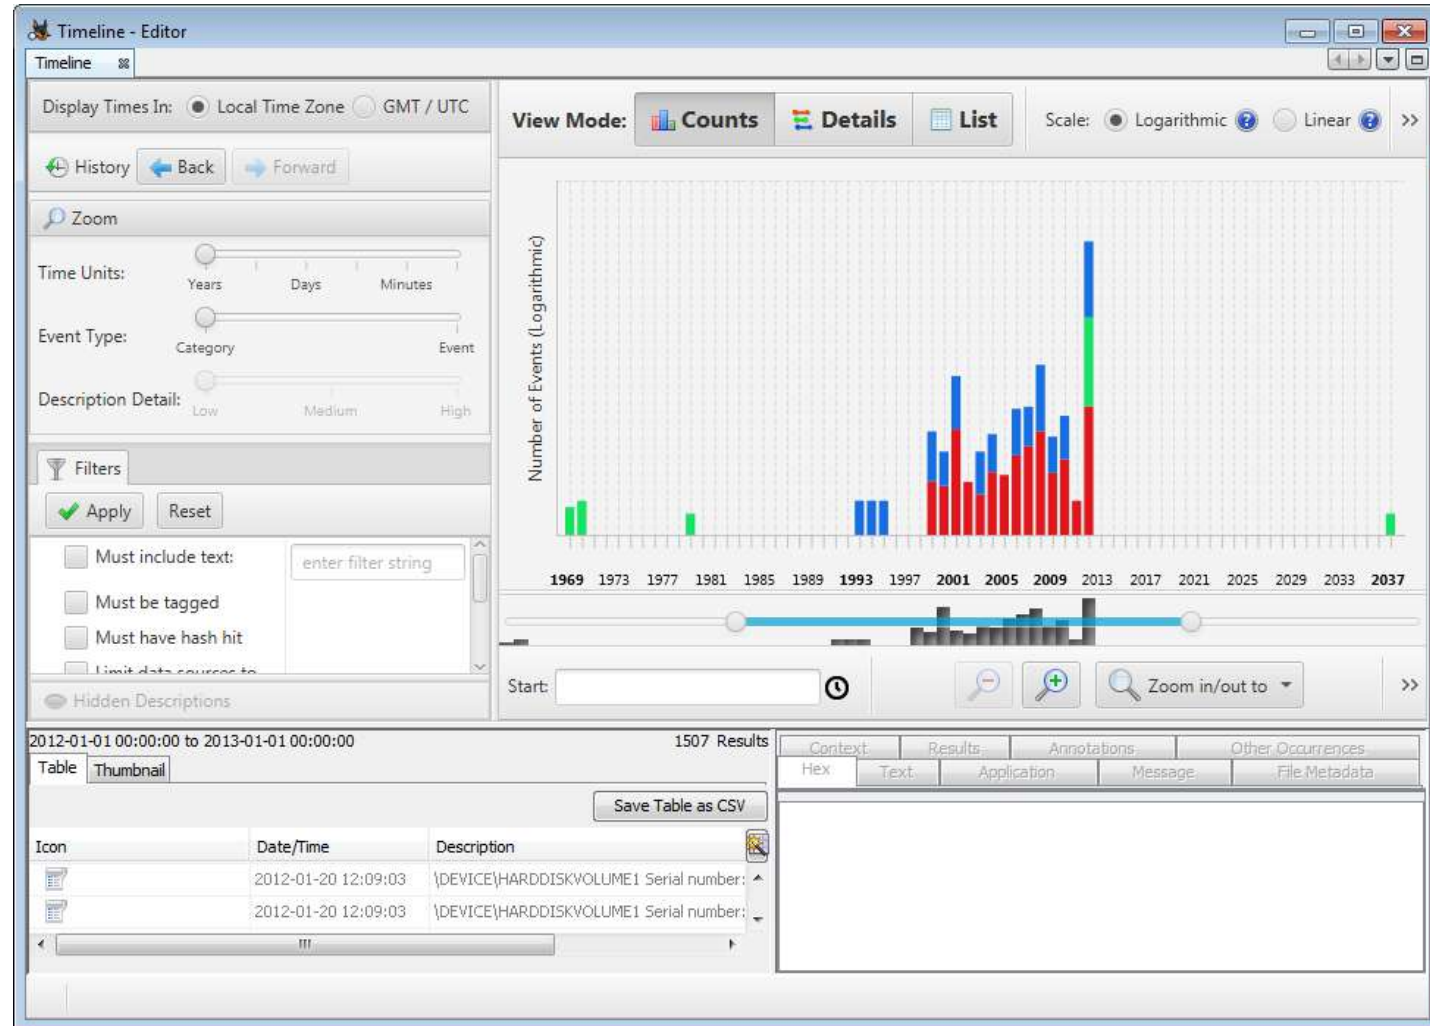 Timeline - Editor
Timeline
Display Times In: Local Time Zone GMT / UTC
History Back Forward
Zoom
Time Units:
Years Days Minutes
Event Type:
Category Event
Description Detail:
Low Medium High
Filters
Apply Reset
Must include text: enter filter string
Must be tagged
Must have hash hit
Limit data sources to
Hidden Descriptions
View Mode: Counts Details List Scale: Logarithmic Linear >>
Number of Events (Logarithmic)
1969 1973 1977 1981 1985 1989 1993 1997 2001 2005 2009 2013 2017 2021 2025 2029 2033 2037
Start: Zoom in/out to >>
2012-01-01 00:00:00 to 2013-01-01 00:00:00 1507 Results
Table Thumbnail
Save Table as CSV
Icon Date/Time Description
2012-01-20 12:09:03 \DEVICE\HARDDISKVOLUME1 Serial number:
2012-01-20 12:09:03 \DEVICE\HARDDISKVOLUME1 Serial number:
Context Results Annotations Other Occurrences
Hex Text Application Message File Metadata